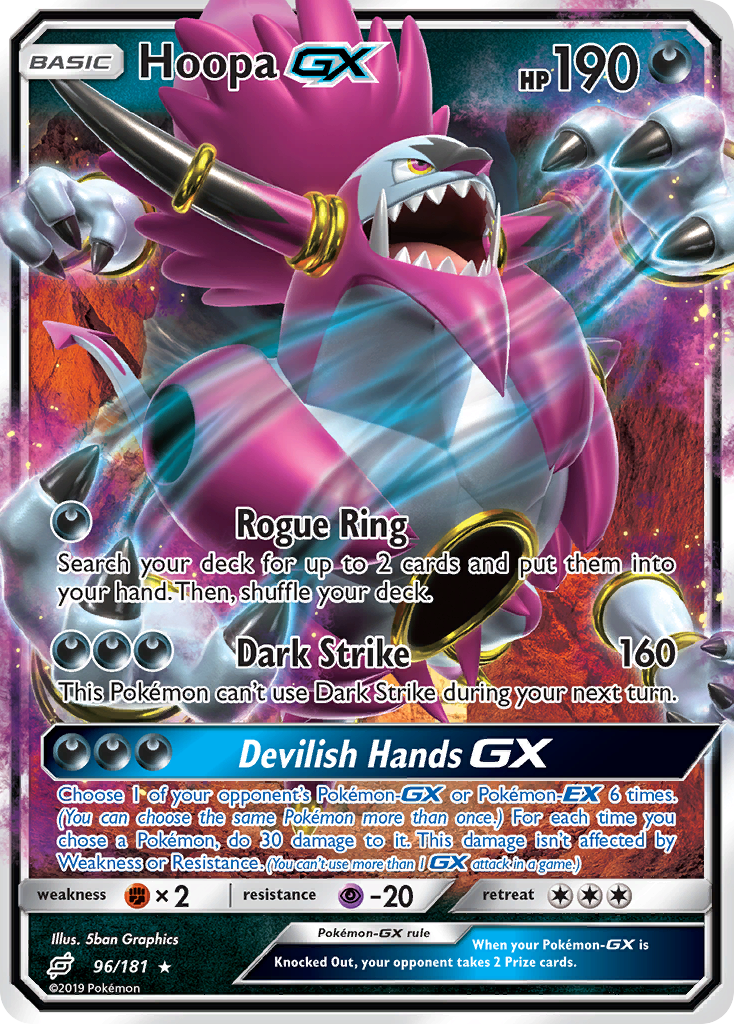 BASIC Hoopa GX HP 190
Rogue Ring
Search your deck for up to 2 cards and put them into
your hand. Then, shuffle your deck.
Dark Strike 160
This Pokémon can't use Dark Strike during your next turn.
Devilish Hands GX
Choose 1 of your opponent's Pokémon-GX or Pokémon-EX 6 times.
(You can choose the same Pokémon more than once.) For each time you
chose a Pokémon, do 30 damage to it. This damage isn't affected by
Weakness or Resistance. (You can't use more than 1 GX attack in a game.)
weakness × 2 resistance -20 retreat
Illus. 5ban Graphics
96/181 ★
©2019 Pokémon
Pokémon-GX rule
When your Pokémon-GX is
Knocked Out, your opponent takes 2 Prize cards.